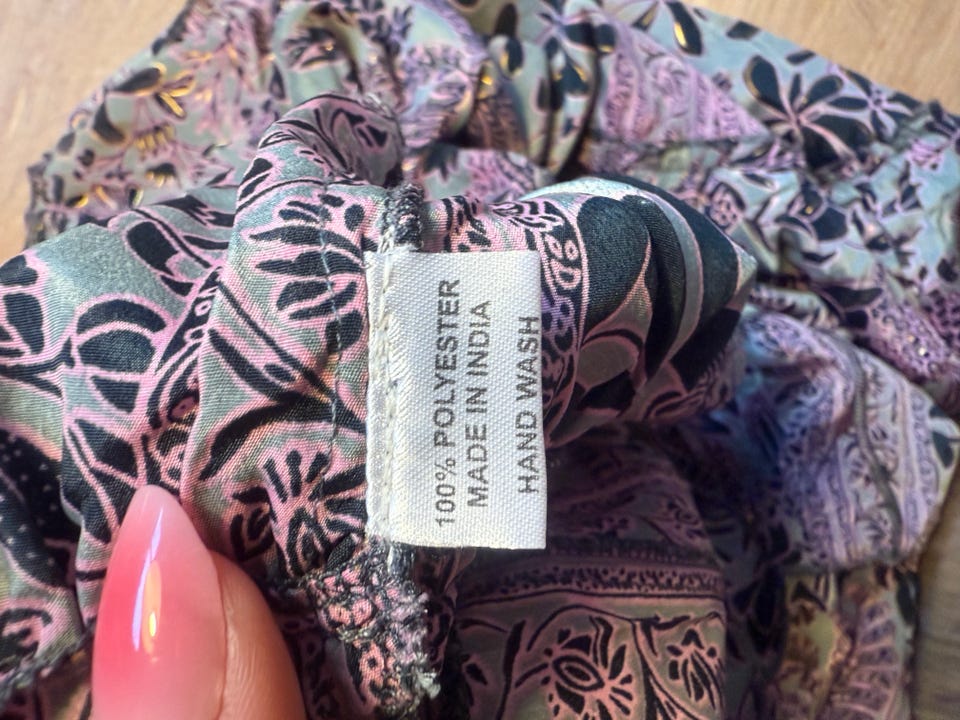 100% POLYESTER
MADE IN INDIA
HAND WASH